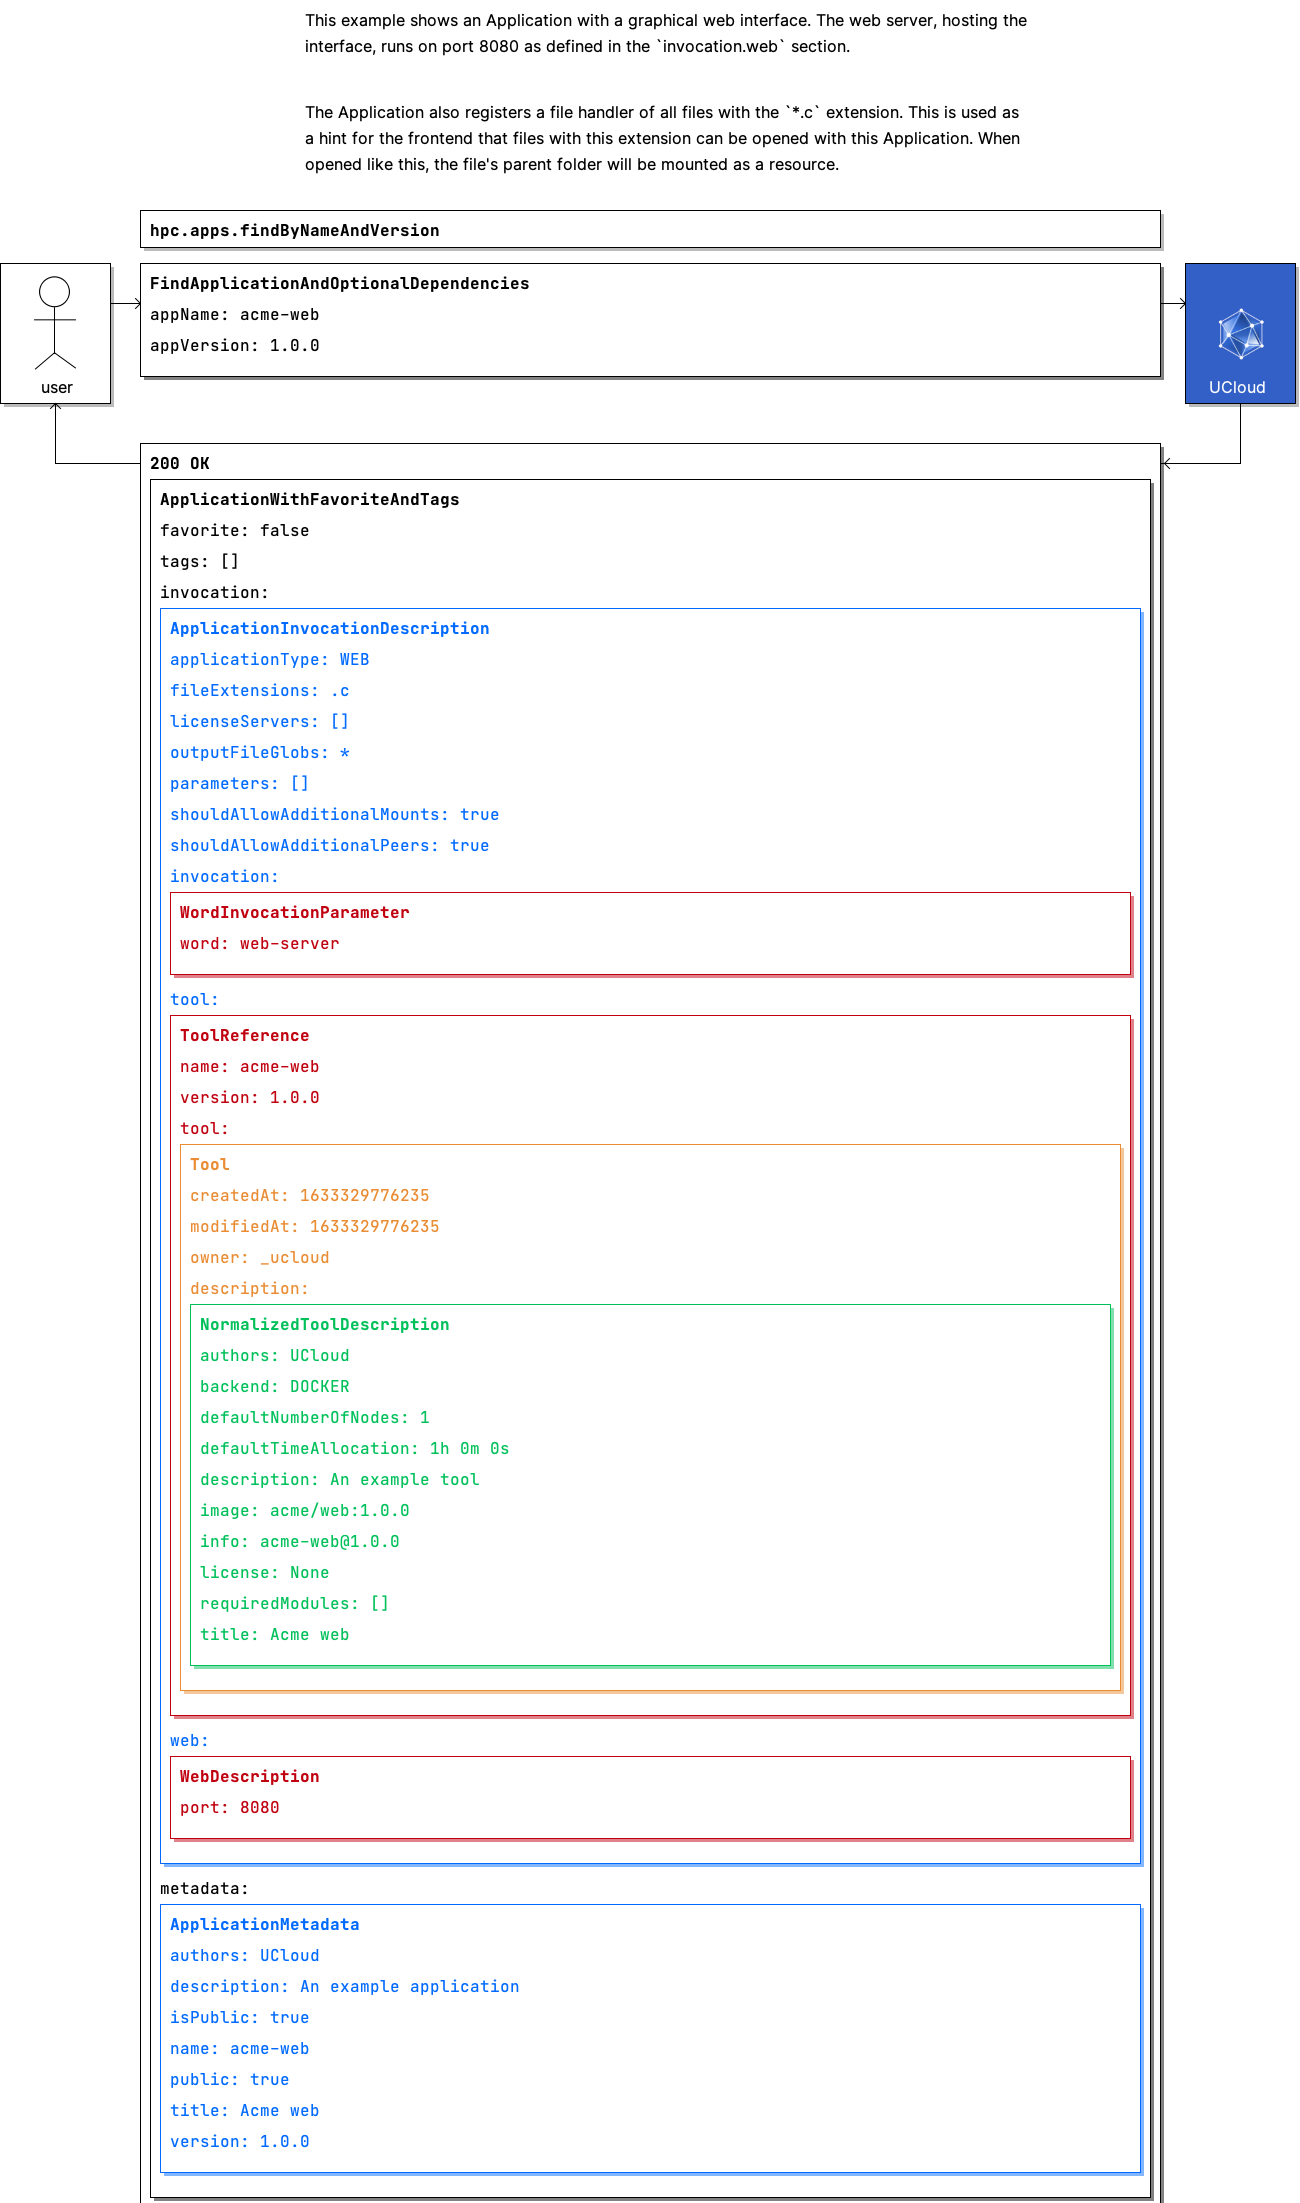 This example shows an Application with a graphical web interface. The web server, hosting the
interface, runs on port 8080 as defined in the `invocation.web` section.
The Application also registers a file handler of all files with the `*.c` extension. This is used as
a hint for the frontend that files with this extension can be opened with this Application. When
opened like this, the file's parent folder will be mounted as a resource.
hpc.apps.findByNameAndVersion
FindApplicationAndOptionalDependencies
appName: acme-web
appVersion: 1.0.0
user
UCloud
200 OK
ApplicationWithFavoriteAndTags
favorite: false
tags: []
invocation:
ApplicationInvocationDescription
applicationType: WEB
fileExtensions: .c
licenseServers: []
outputFileGlobs: *
parameters: []
shouldAllowAdditionalMounts: true
shouldAllowAdditionalPeers: true
invocation:
WordInvocationParameter
word: web-server
tool:
ToolReference
name: acme-web
version: 1.0.0
tool:
Tool
createdAt: 1633329776235
modifiedAt: 1633329776235
owner: _ucloud
description:
NormalizedToolDescription
authors: UCloud
backend: DOCKER
defaultNumberOfNodes: 1
defaultTimeAllocation: 1h 0m 0s
description: An example tool
image: acme/web:1.0.0
info: acme-web@1.0.0
license: None
requiredModules: []
title: Acme web
web:
WebDescription
port: 8080
metadata:
ApplicationMetadata
authors: UCloud
description: An example application
isPublic: true
name: acme-web
public: true
title: Acme web
version: 1.0.0